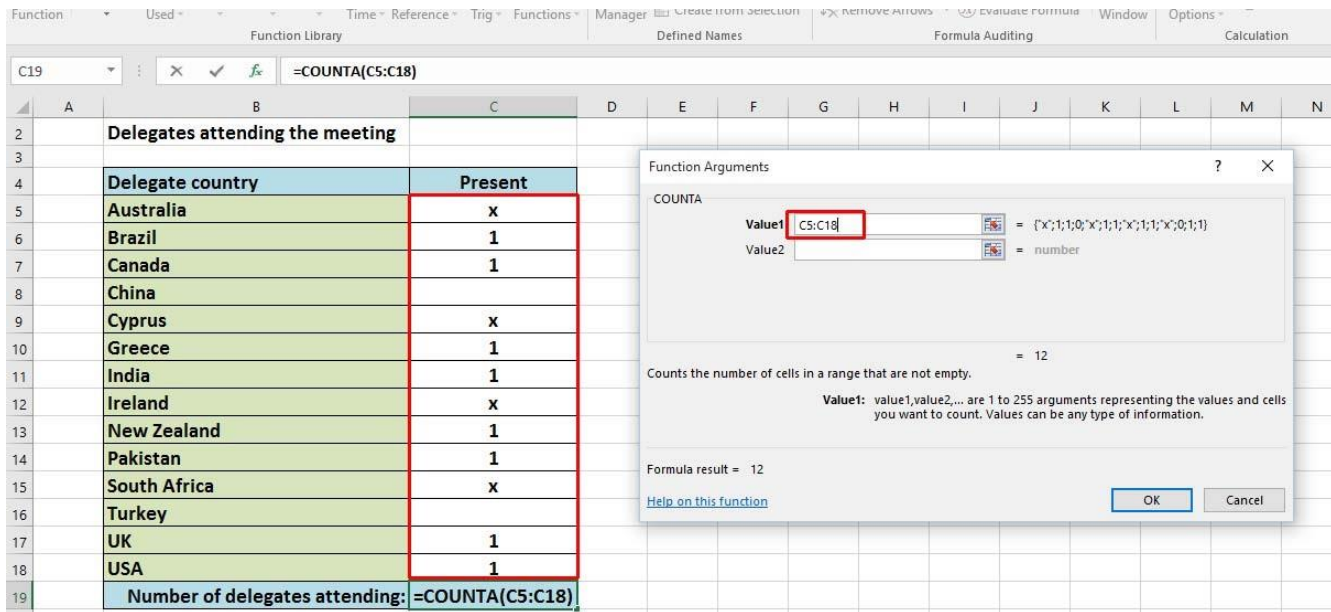 Function Used Time Reference Trig Functions Manager Create from Selection Remove Arrows Evaluate Formula Window Options
Function Library Defined Names Formula Auditing Calculation
C19 fx =COUNTA(C5:C18)
A B C D E F G H I J K L M N
2 Delegates attending the meeting
3
4 Delegate country Present
5 Australia x
6 Brazil 1
7 Canada 1
8 China
9 Cyprus x
10 Greece 1
11 India 1
12 Ireland x
13 New Zealand 1
14 Pakistan 1
15 South Africa x
16 Turkey
17 UK 1
18 USA 1
19 Number of delegates attending: =COUNTA(C5:C18)
Function Arguments ? X
COUNTA
Value1 C5:C18 = {"x";1;1;0;"x";1;1;"x";1;1;"x";0;1;1}
Value2 = number
= 12
Counts the number of cells in a range that are not empty.
Value1: value1,value2,... are 1 to 255 arguments representing the values and cells
you want to count. Values can be any type of information.
Formula result = 12
Help on this function OK Cancel